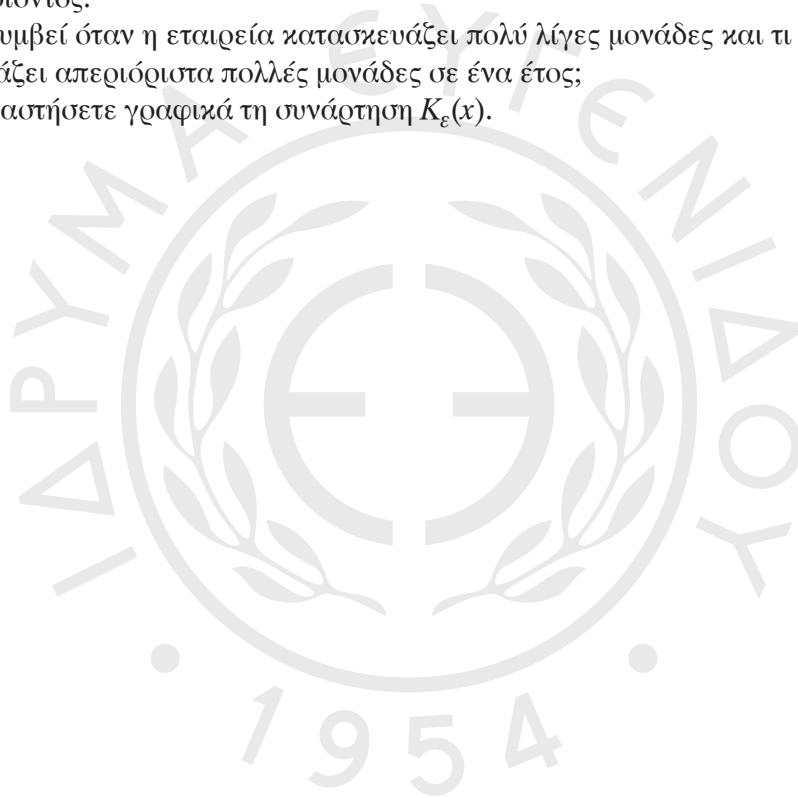 υμβεί όταν η εταιρεία κατασκευάζει πολύ λίγες μονάδες και τι
άζει απεριόριστα πολλές μονάδες σε ένα έτος;
αστήσετε γραφικά τη συνάρτηση K_ε(x).
ΙΔΡΥΜΑ ΕΥΓΕΝΙΔΟΥ
• 1954 •